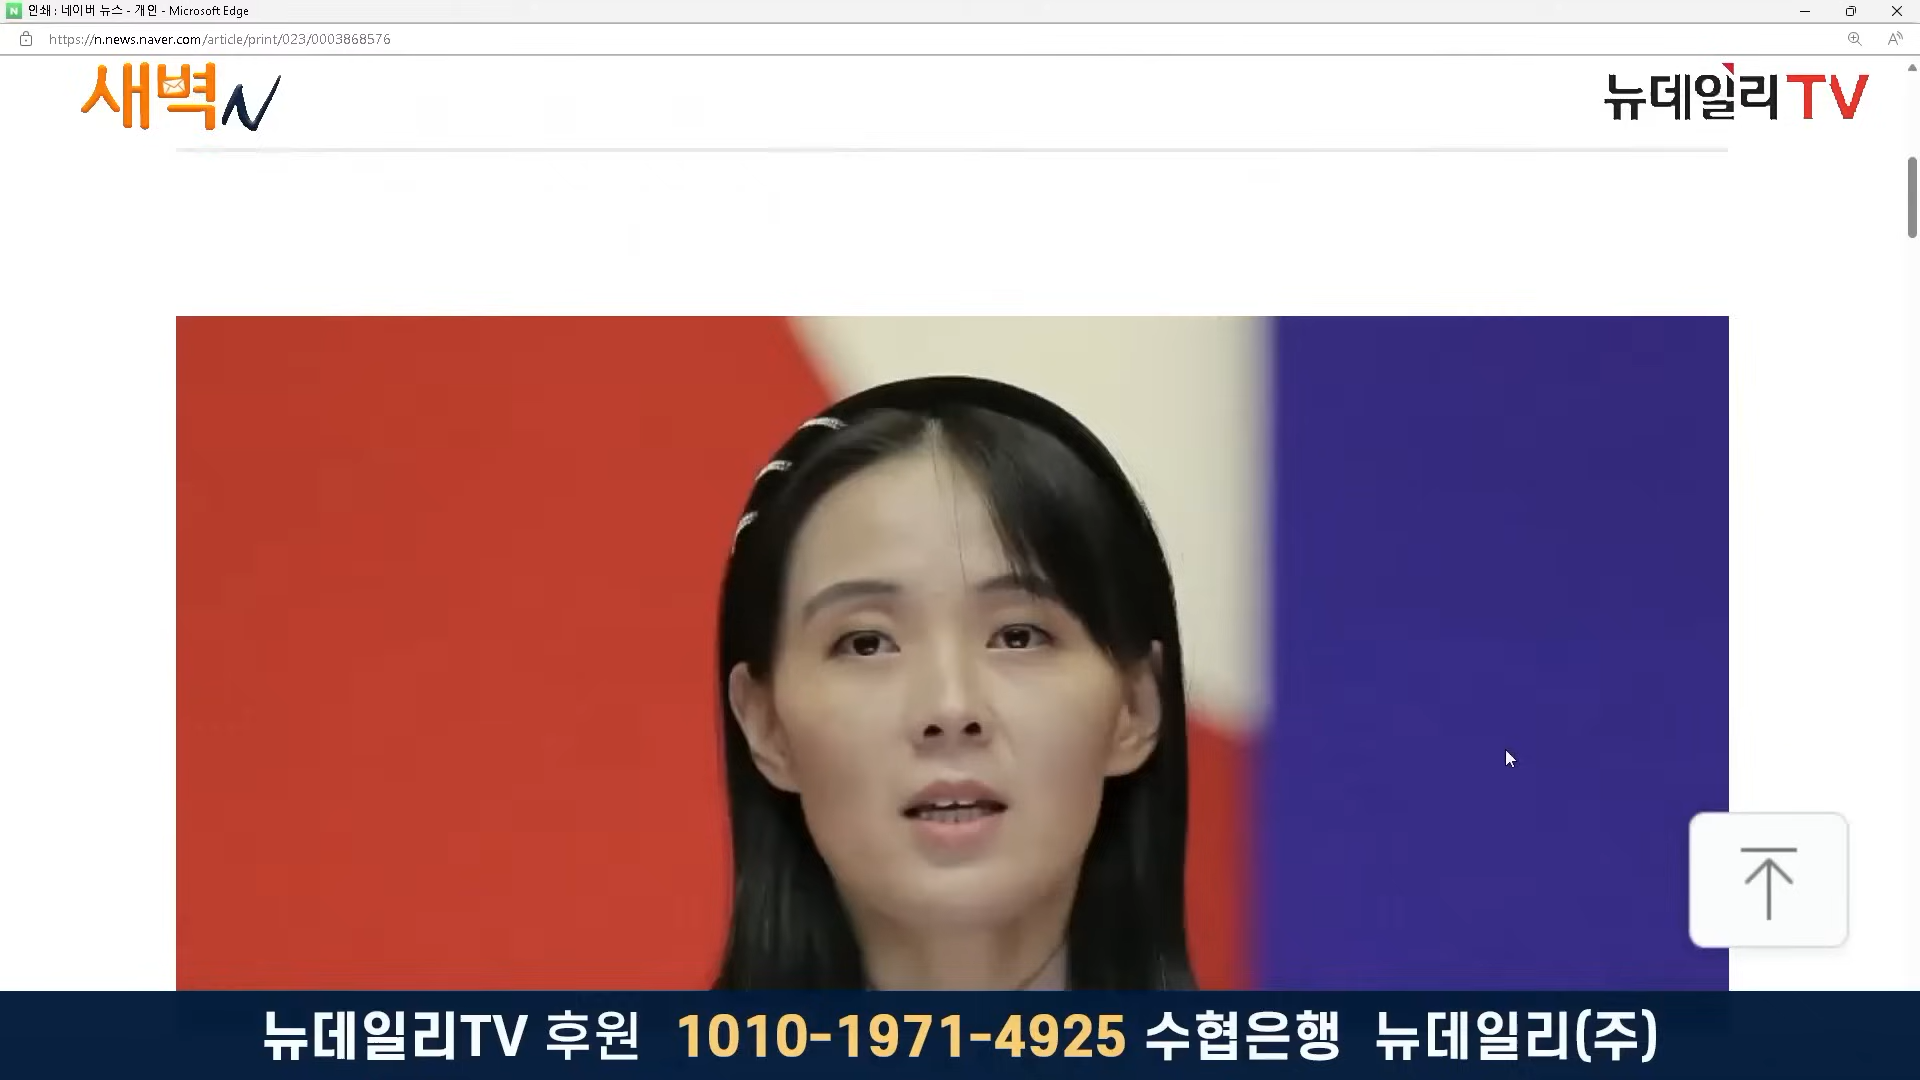 인쇄 : 네이버 뉴스 - 개인 - Microsoft Edge
https://n.news.naver.com/article/print/023/0003868576
새벽N
뉴데일리TV
뉴데일리TV 후원 1010-1971-4925 수협은행 뉴데일리(주)